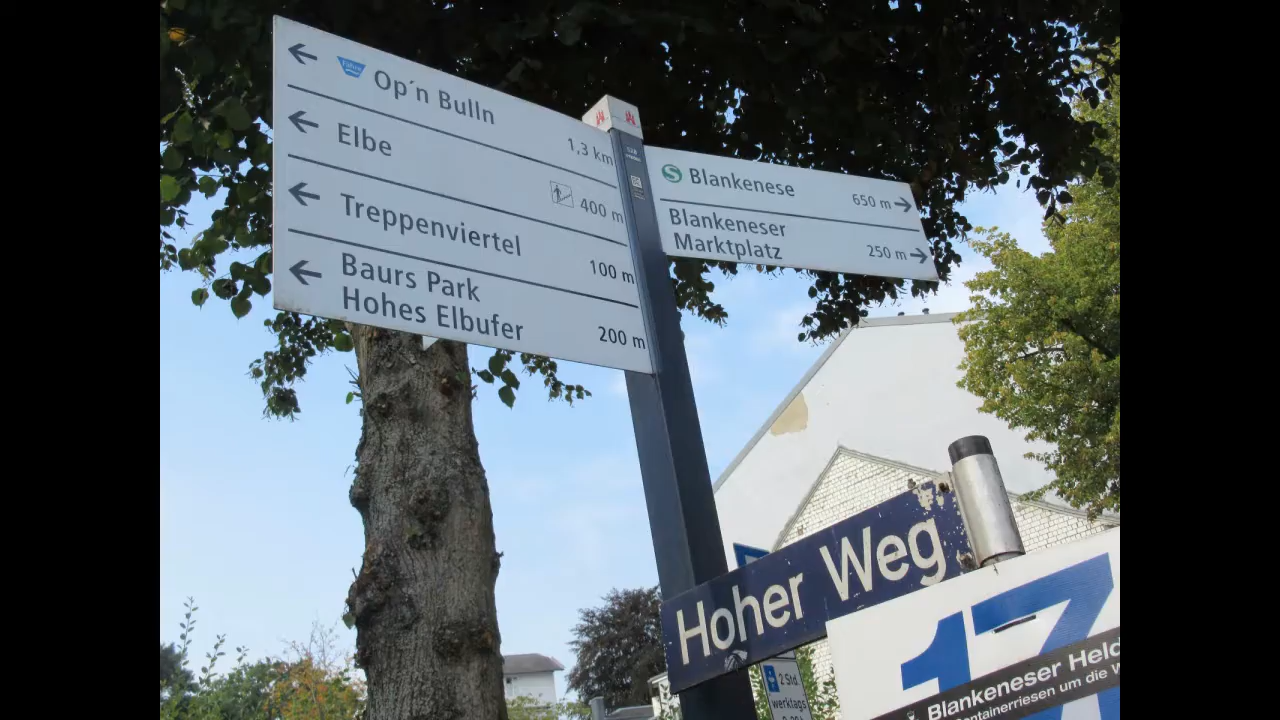 ← Fähre Op´n Bulln 1,3 km
← Elbe 400 m
← Treppenviertel 100 m
← Baurs Park
Hohes Elbufer 200 m
S Blankenese 650 m →
Blankeneser
Marktplatz 250 m →
Hoher Weg
17
Blankeneser Held
Containerriesen um die W
2 Std.
werktags